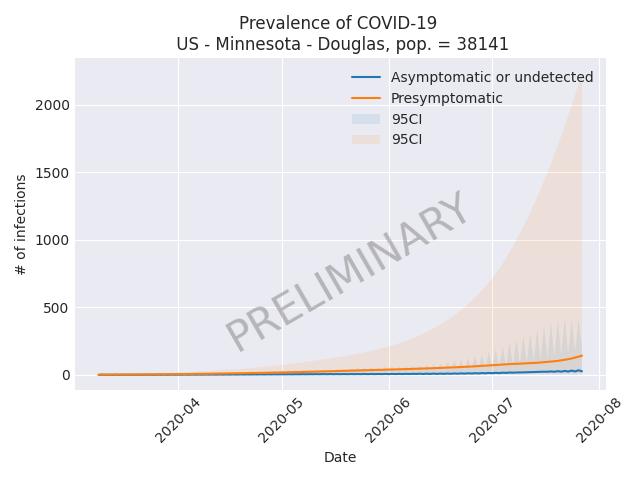 Prevalence of COVID-19
US - Minnesota - Douglas, pop. = 38141
Asymptomatic or undetected
Presymptomatic
95CI
95CI
2000
1500
1000
500
0
# of infections
PRELIMINARY
2020-04
2020-05
2020-06
2020-07
2020-08
Date